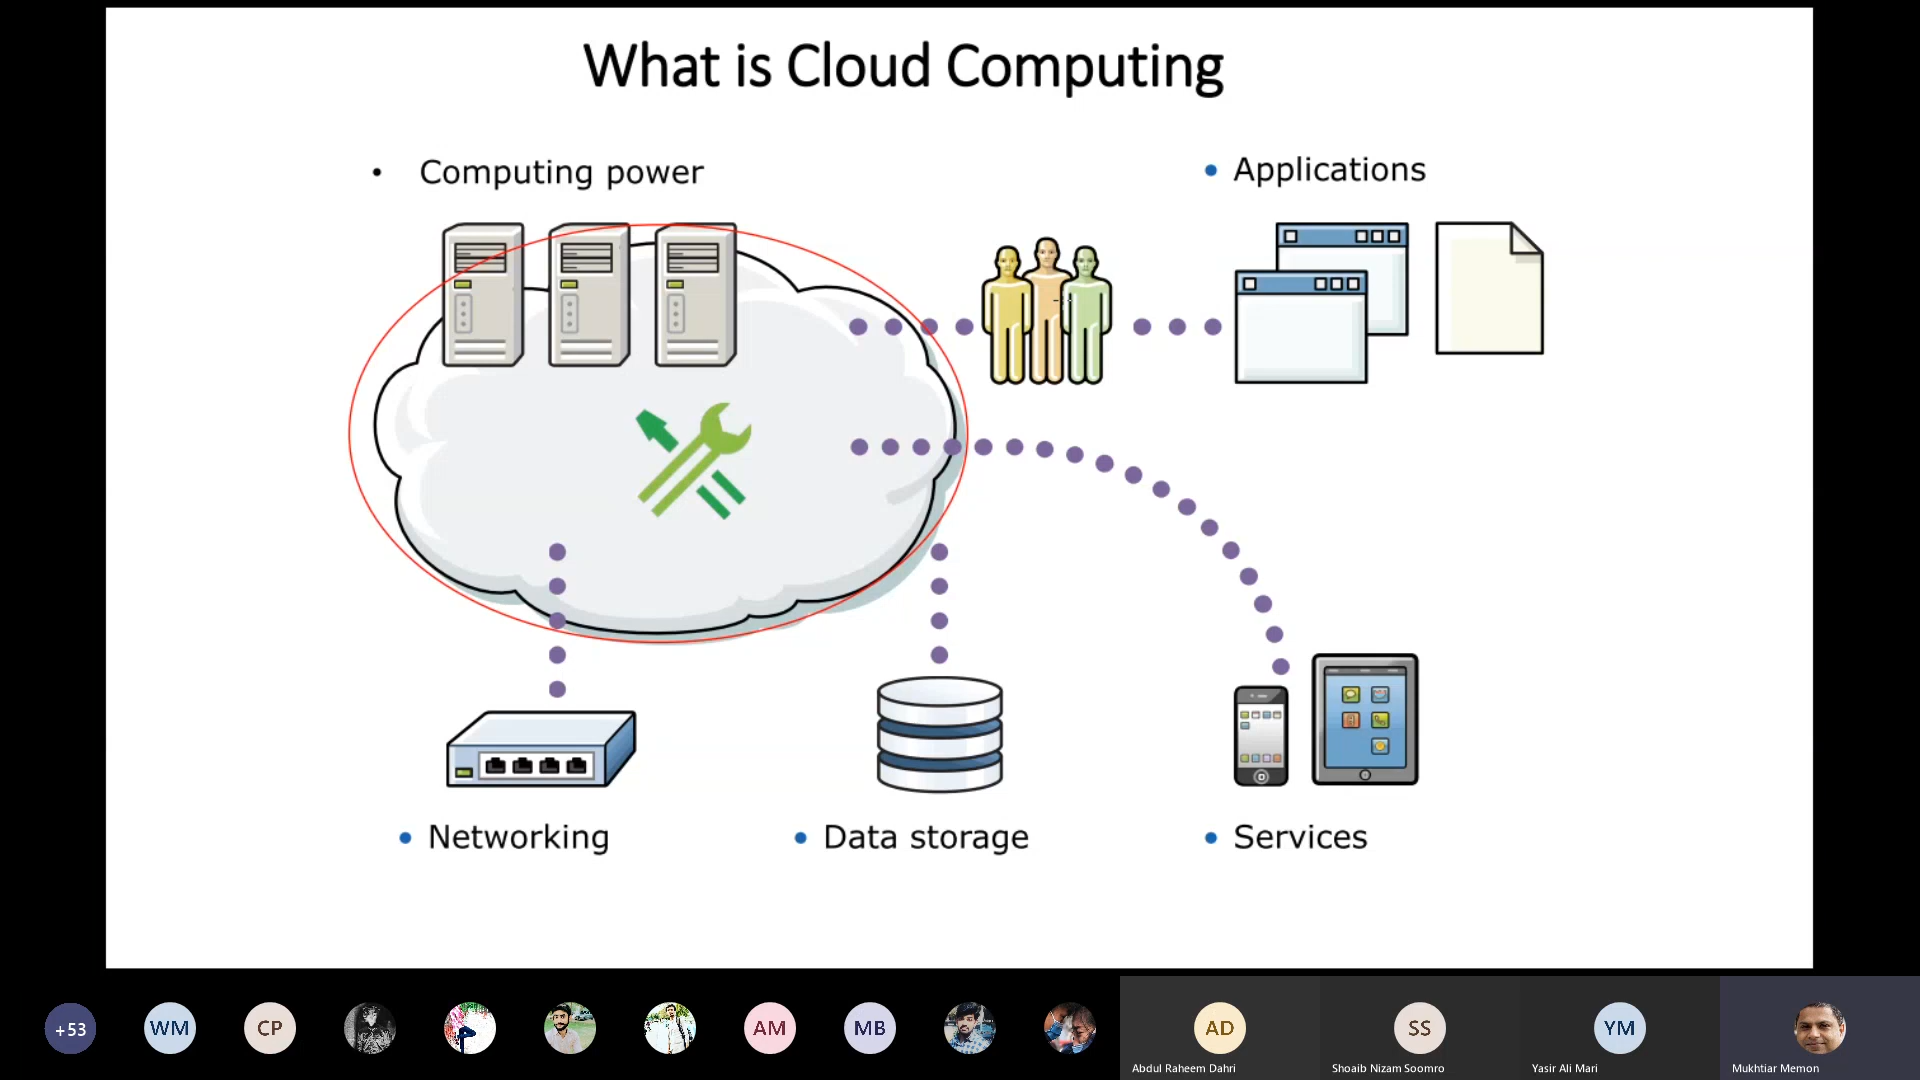 What is Cloud Computing
• Computing power
• Applications
• Networking
• Data storage
• Services
+53
WM
CP
AM
MB
AD
SS
YM
Abdul Raheem Dahri
Shoaib Nizam Soomro
Yasir Ali Mari
Mukhtiar Memon